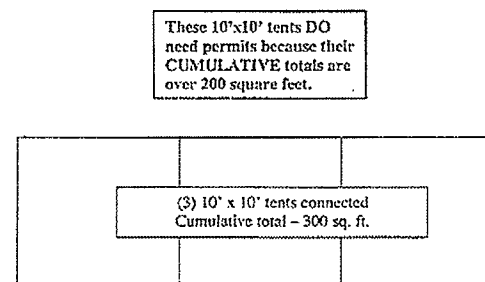 These 10'x10' tents DO
need permits because their
CUMULATIVE totals are
over 200 square feet.
(3) 10' x 10' tents connected
Cumulative total – 300 sq. ft.